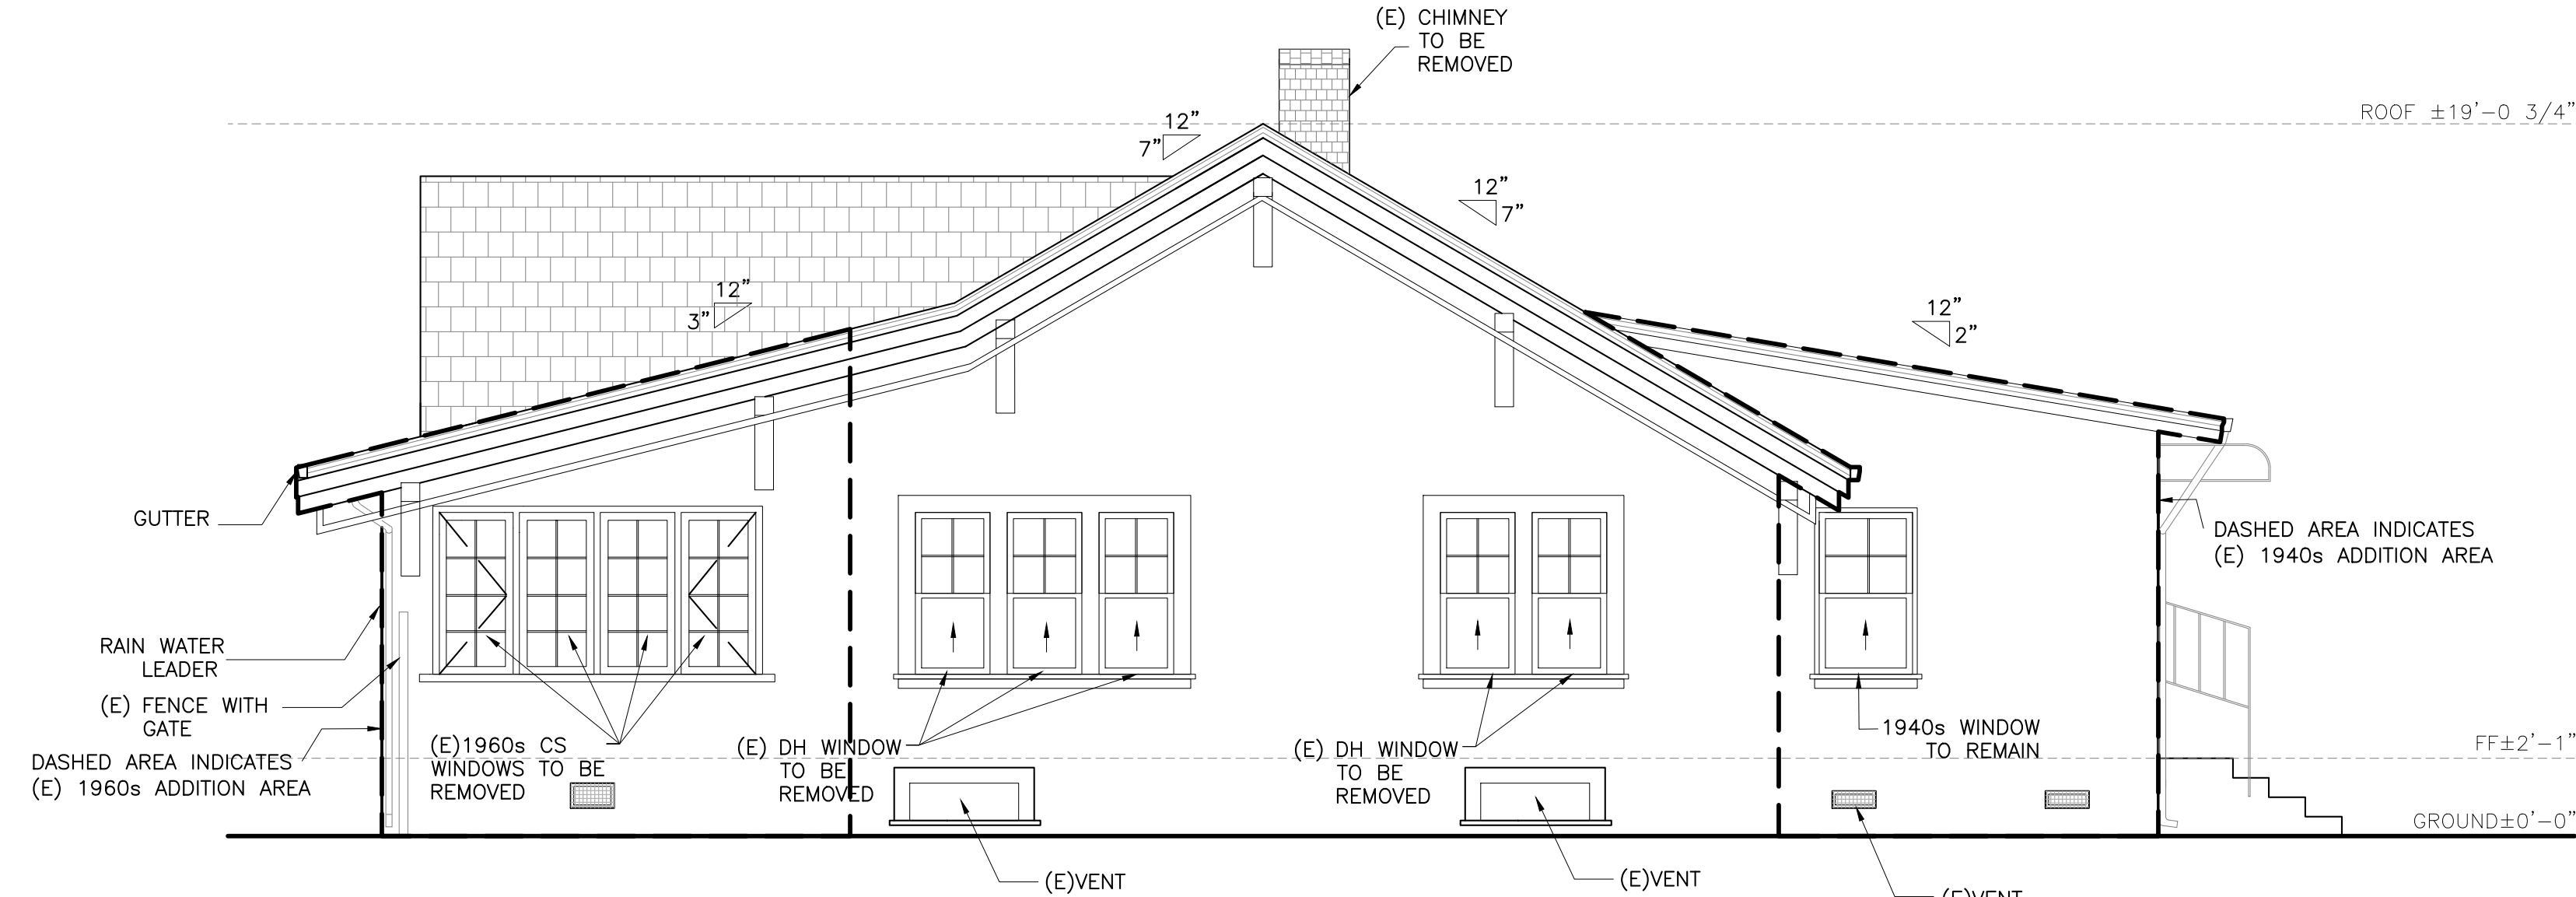 (E) CHIMNEY
TO BE
REMOVED
ROOF ±19'-0 3/4"
12"
7"
12"
7"
12"
3"
12"
2"
GUTTER
DASHED AREA INDICATES
(E) 1940s ADDITION AREA
RAIN WATER
LEADER
(E) FENCE WITH
GATE
DASHED AREA INDICATES
(E) 1960s ADDITION AREA
(E)1960s CS
WINDOWS TO BE
REMOVED
(E) DH WINDOW
TO BE
REMOVED
(E) DH WINDOW
TO BE
REMOVED
1940s WINDOW
TO REMAIN
FF±2'-1"
GROUND±0'-0"
(E)VENT
(E)VENT
(E)VENT